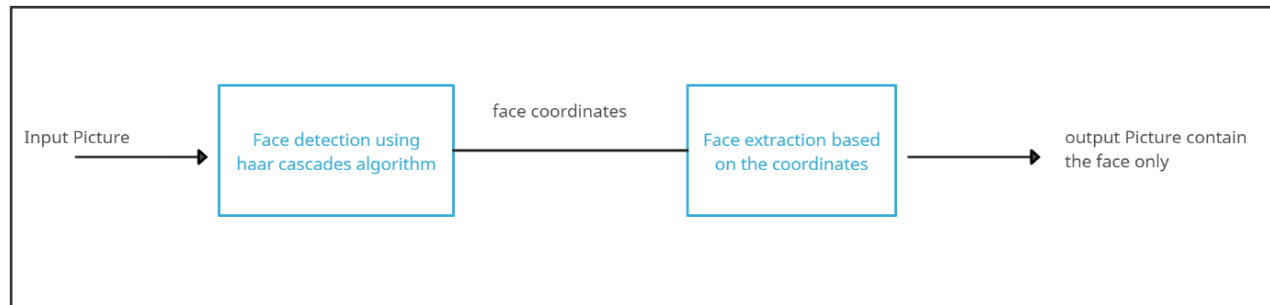 Input Picture
Face detection using
haar cascades algorithm
face coordinates
Face extraction based
on the coordinates
output Picture contain
the face only